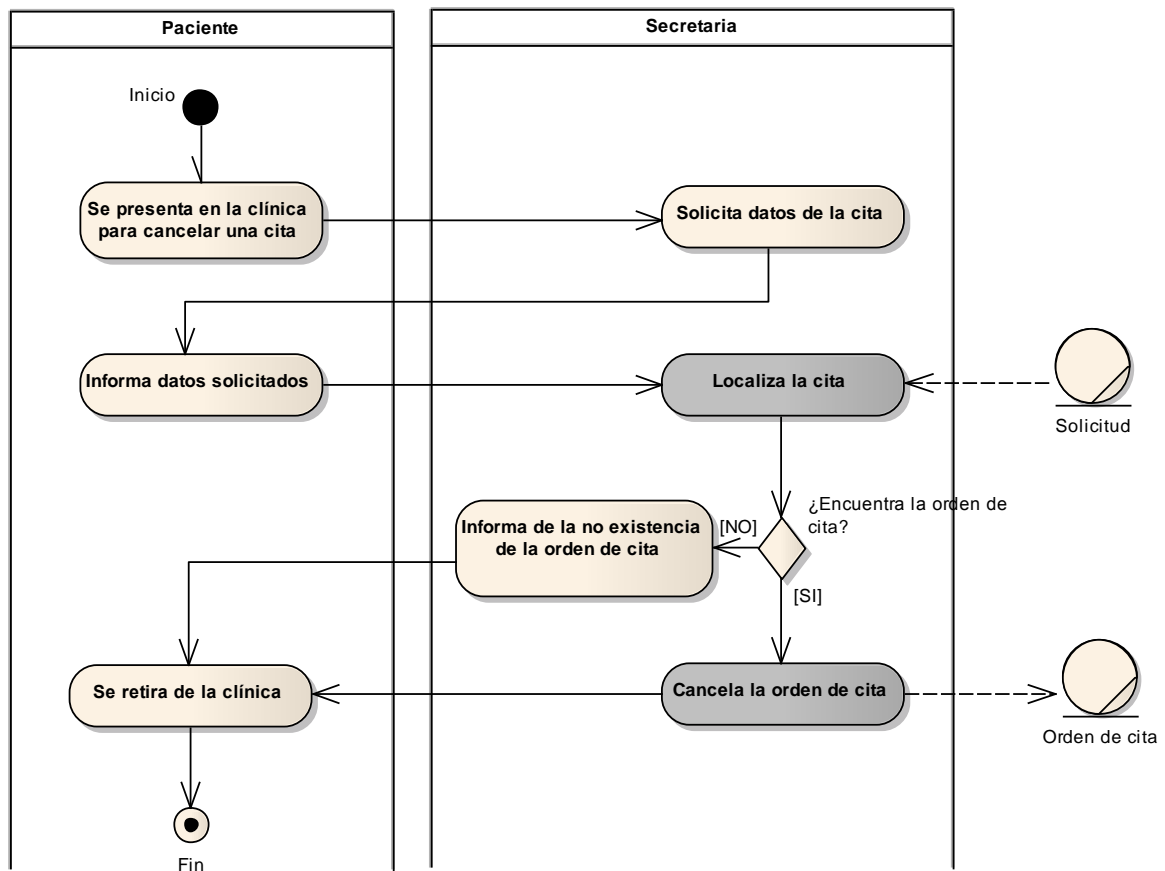 Paciente
Secretaria
Inicio
Se presenta en la clínica
para cancelar una cita
Solicita datos de la cita
Informa datos solicitados
Localiza la cita
Solicitud
¿Encuentra la orden de
cita?
[NO]
Informa de la no existencia
de la orden de cita
[SI]
Se retira de la clínica
Cancela la orden de cita
Orden de cita
Fin